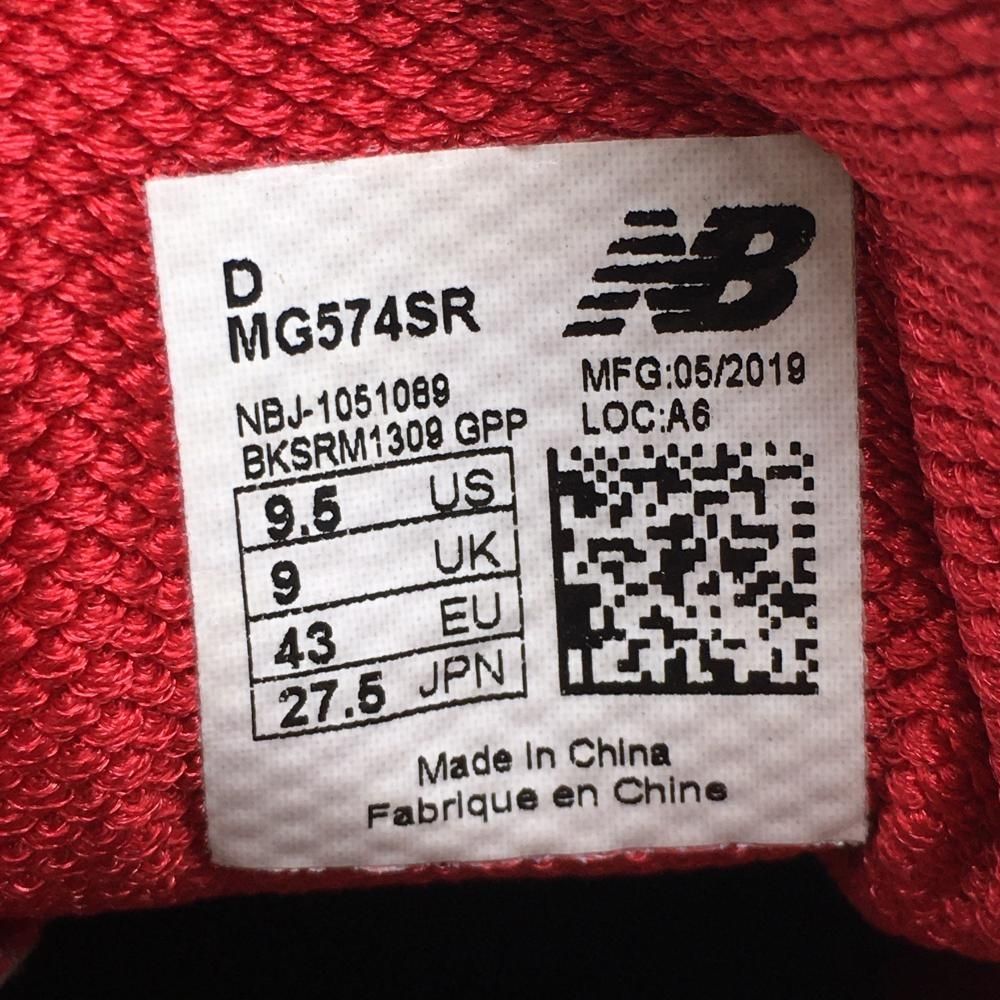 D
MG574SR
NB
NBJ-1051089
BKSRM1309 GPP
MFG:05/2019
LOC:A6
9.5 US
9 UK
43 EU
27.5 JPN
Made in China
Fabrique en Chine